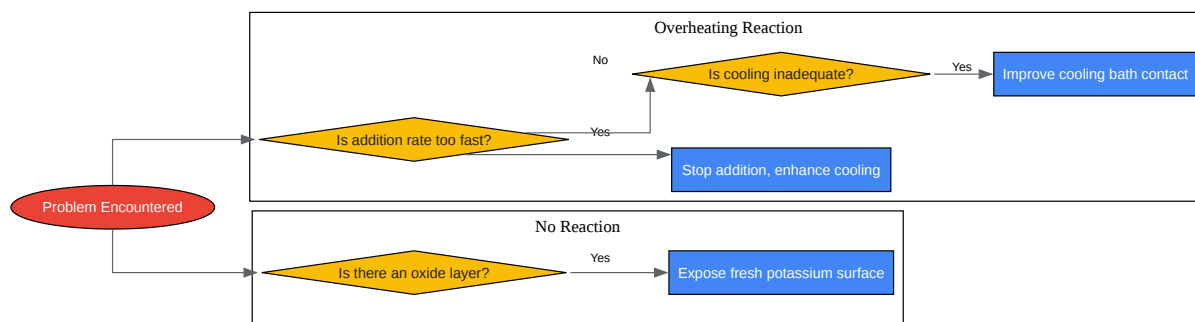 Overheating Reaction
No
Is cooling inadequate?
Yes
Improve cooling bath contact
Is addition rate too fast?
Yes
Stop addition, enhance cooling
Problem Encountered
No Reaction
Is there an oxide layer?
Yes
Expose fresh potassium surface